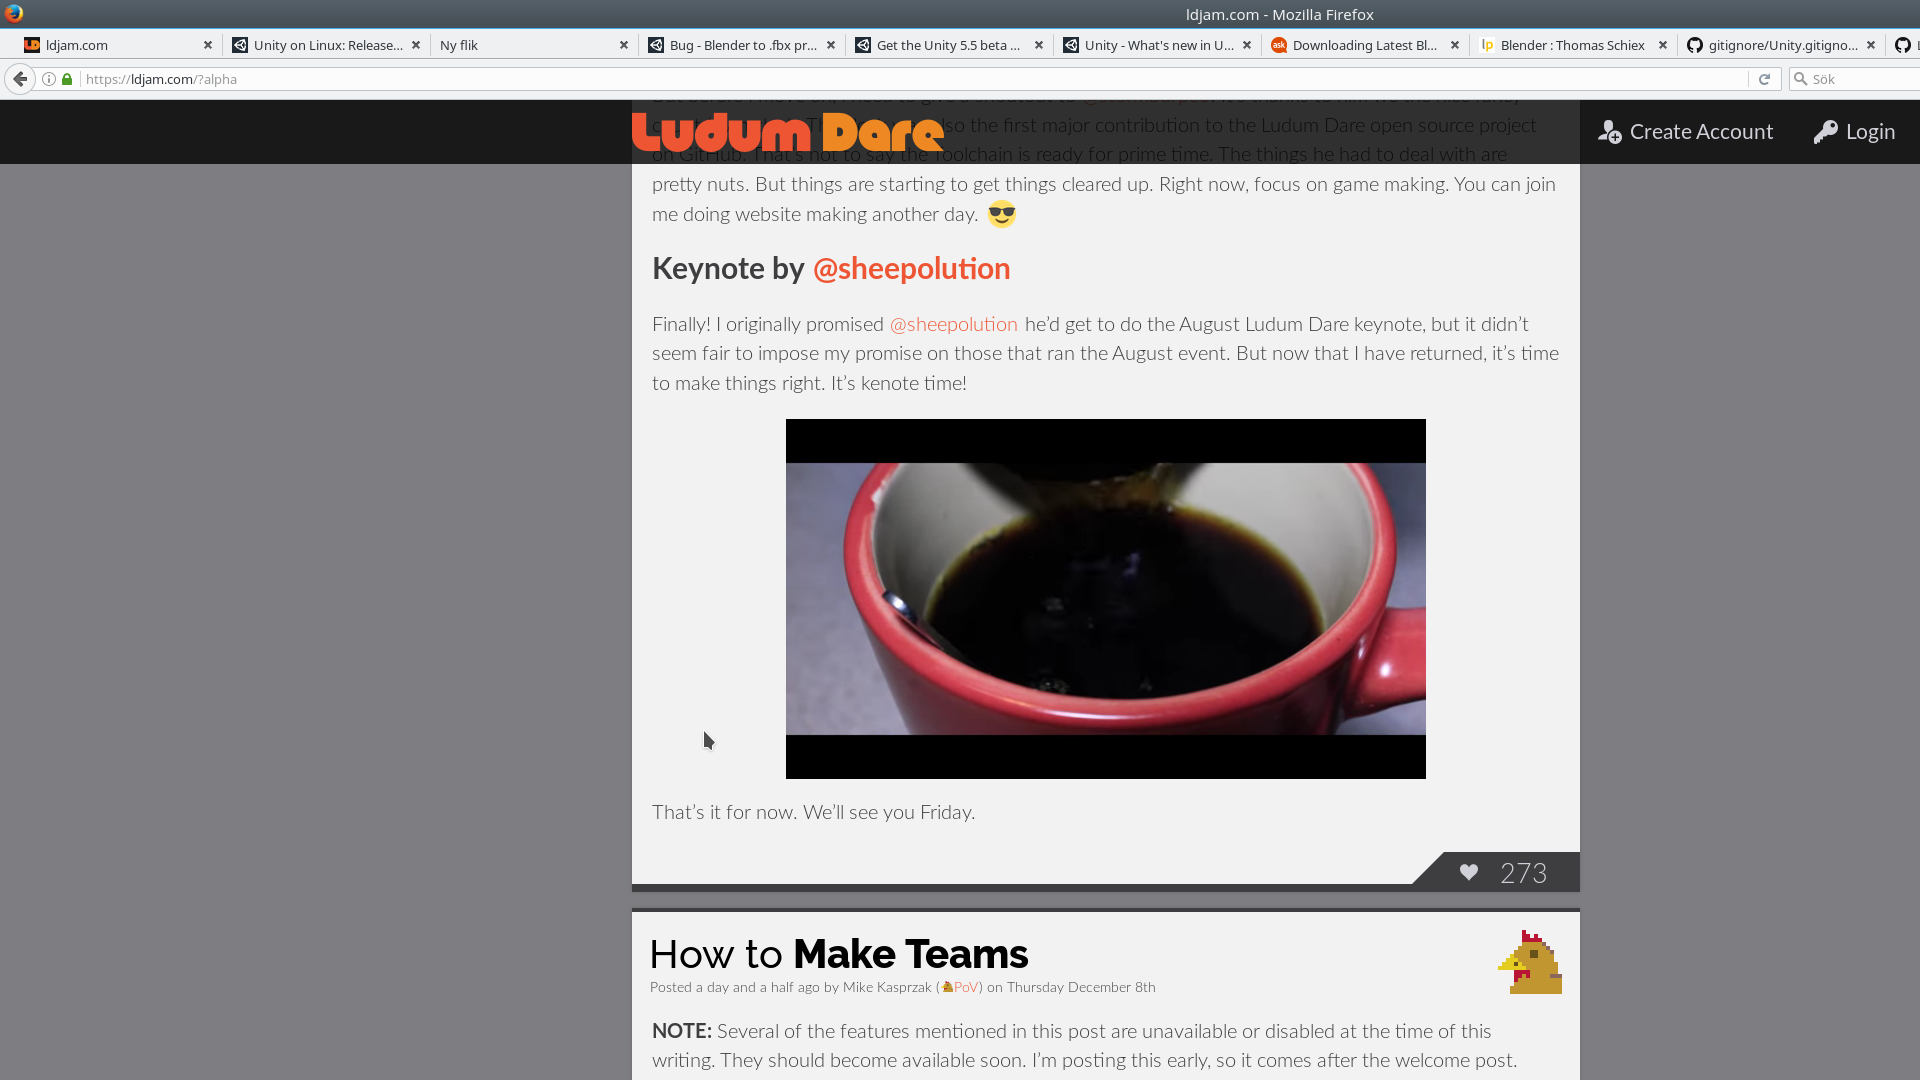 ldjam.com - Mozilla Firefox
ldjam.com
Unity on Linux: Release...
Ny flik
Bug - Blender to .fbx pr...
Get the Unity 5.5 beta ...
Unity - What's new in U...
Downloading Latest Bl...
Blender : Thomas Schiex
gitignore/Unity.gitigno...
https://ldjam.com/?alpha
Sök
Ludum Dare
Create Account
Login
also the first major contribution to the Ludum Dare open source project
on GitHub. That's not to say the Toolchain is ready for prime time. The things he had to deal with are
pretty nuts. But things are starting to get things cleared up. Right now, focus on game making. You can join
me doing website making another day.
Keynote by @sheepolution
Finally! I originally promised @sheepolution he’d get to do the August Ludum Dare keynote, but it didn’t
seem fair to impose my promise on those that ran the August event. But now that I have returned, it’s time
to make things right. It’s kenote time!
That’s it for now. We’ll see you Friday.
273
How to Make Teams
Posted a day and a half ago by Mike Kasprzak (PoV) on Thursday December 8th
NOTE: Several of the features mentioned in this post are unavailable or disabled at the time of this
writing. They should become available soon. I’m posting this early, so it comes after the welcome post.